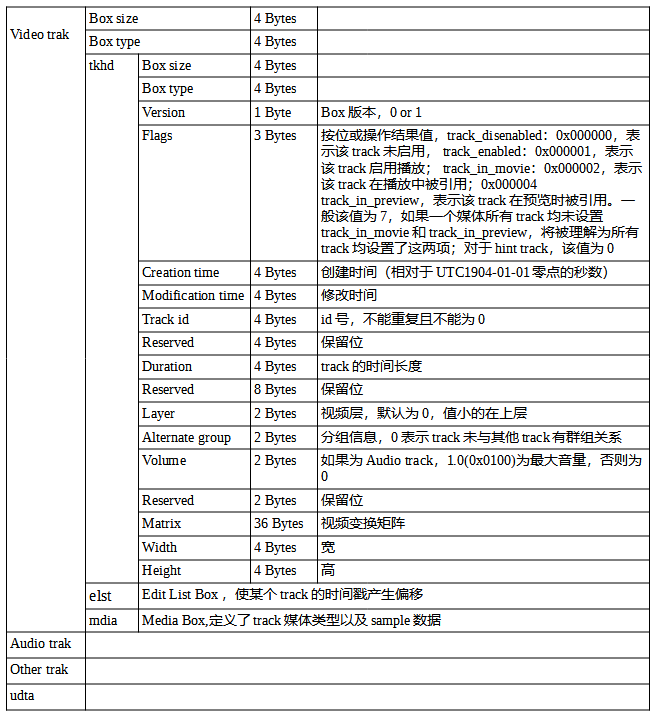 Video trak
Box size 4 Bytes
Box type 4 Bytes
tkhd Box size 4 Bytes
Box type 4 Bytes
Version 1 Byte Box 版本，0 or 1
Flags 3 Bytes 按位或操作结果值，track_disenabled：0x000000，表
示该 track 未启用， track_enabled：0x000001，表示
该 track 启用播放； track_in_movie：0x000002，表示
该 track 在播放中被引用；0x000004
track_in_preview，表示该 track 在预览时被引用。一
般该值为 7，如果一个媒体所有 track 均未设置
track_in_movie 和 track_in_preview，将被理解为所有
track 均设置了这两项；对于 hint track，该值为 0
Creation time 4 Bytes 创建时间（相对于 UTC1904-01-01 零点的秒数）
Modification time 4 Bytes 修改时间
Track id 4 Bytes id 号，不能重复且不能为 0
Reserved 4 Bytes 保留位
Duration 4 Bytes track 的时间长度
Reserved 8 Bytes 保留位
Layer 2 Bytes 视频层，默认为 0，值小的在上层
Alternate group 2 Bytes 分组信息，0 表示 track 未与其他 track 有群组关系
Volume 2 Bytes 如果为 Audio track，1.0(0x0100)为最大音量，否则为
0
Reserved 2 Bytes 保留位
Matrix 36 Bytes 视频变换矩阵
Width 4 Bytes 宽
Height 4 Bytes 高
elst Edit List Box ，使某个 track 的时间戳产生偏移
mdia Media Box,定义了 track 媒体类型以及 sample 数据
Audio trak
Other trak
udta